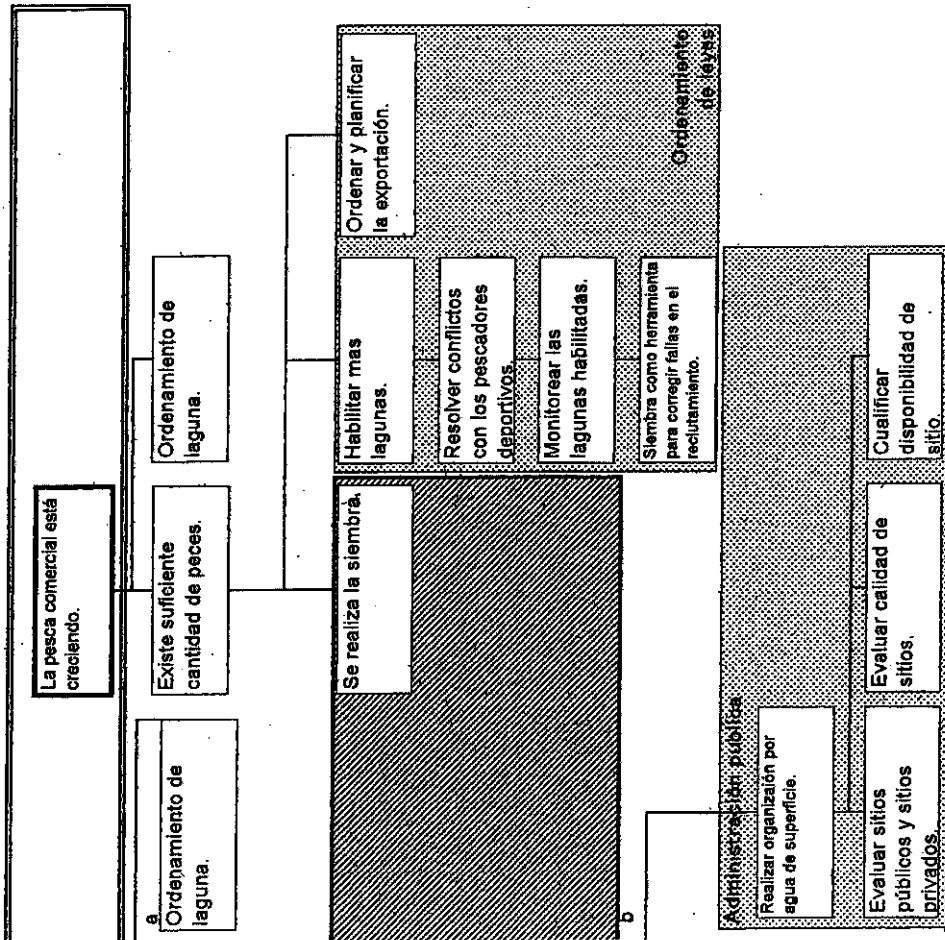 La pesca comercial está
creciendo.
a
Ordenamiento de
laguna.
Existe suficiente
cantidad de peces.
Ordenamiento de
laguna.
Se realiza la siembra.
Habilitar mas
lagunas.
Ordenar y planificar
la exportación.
Resolver conflictos
con los pescadores
deportivos.
Monitorear las
lagunas habilitadas.
Siembra como herramienta
para corregir fallas en el
reclutamiento.
Ordenamiento
de leyes
b
Administración pública
Realizar organizaión por
agua de superficie.
Evaluar sitios
públicos y sitios
privados.
Evaluar calidad de
sitios.
Cualificar
disponibilidad de
sitio.